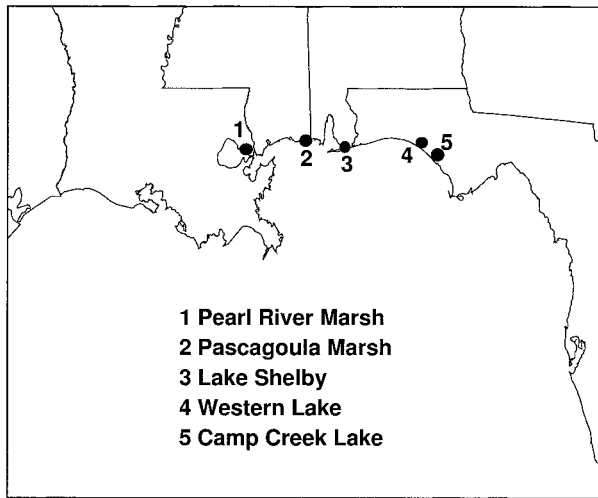 1
2
3
4
5
1 Pearl River Marsh
2 Pascagoula Marsh
3 Lake Shelby
4 Western Lake
5 Camp Creek Lake